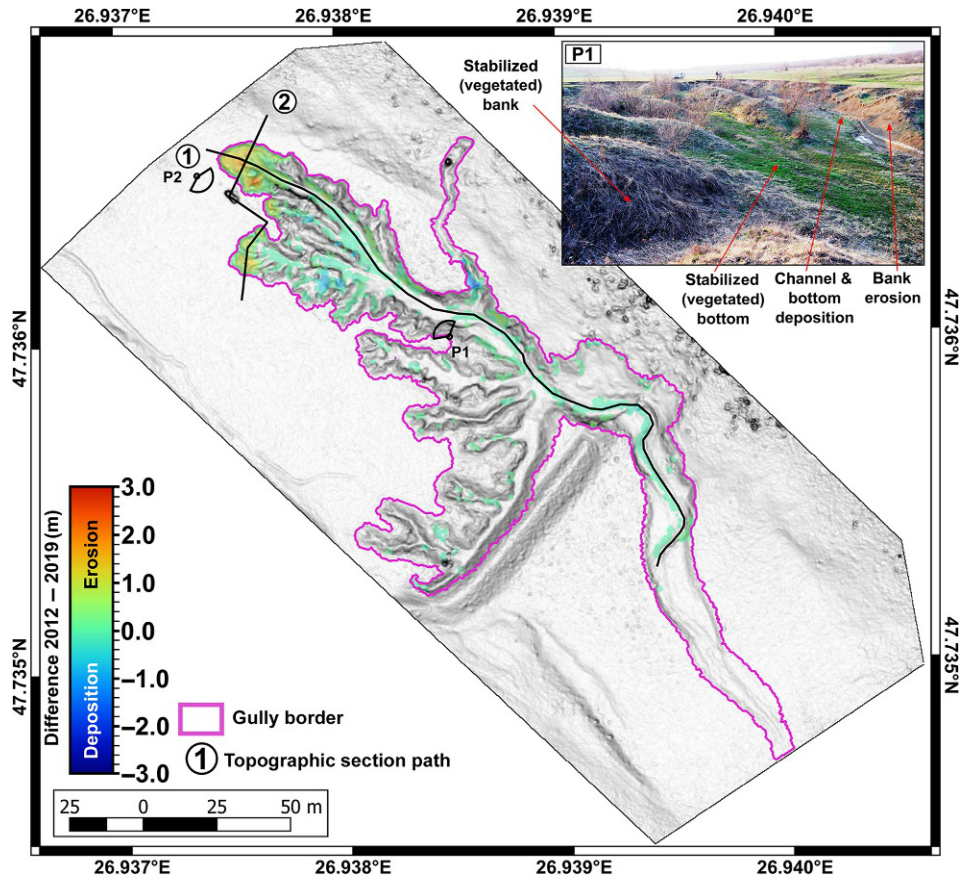 26.937°E 26.938°E 26.939°E 26.940°E
P1
Stabilized
(vegetated)
bank
2
1
P2
Stabilized
(vegetated)
bottom
Channel &
bottom
deposition
Bank
erosion
47.736°N
47.736°N
P1
Difference 2012 – 2019 (m)
Erosion
Deposition
3.0
2.0
1.0
0.0
–1.0
–2.0
–3.0
47.735°N
47.735°N
Gully border
1 Topographic section path
25 0 25 50 m
26.937°E 26.938°E 26.939°E 26.940°E